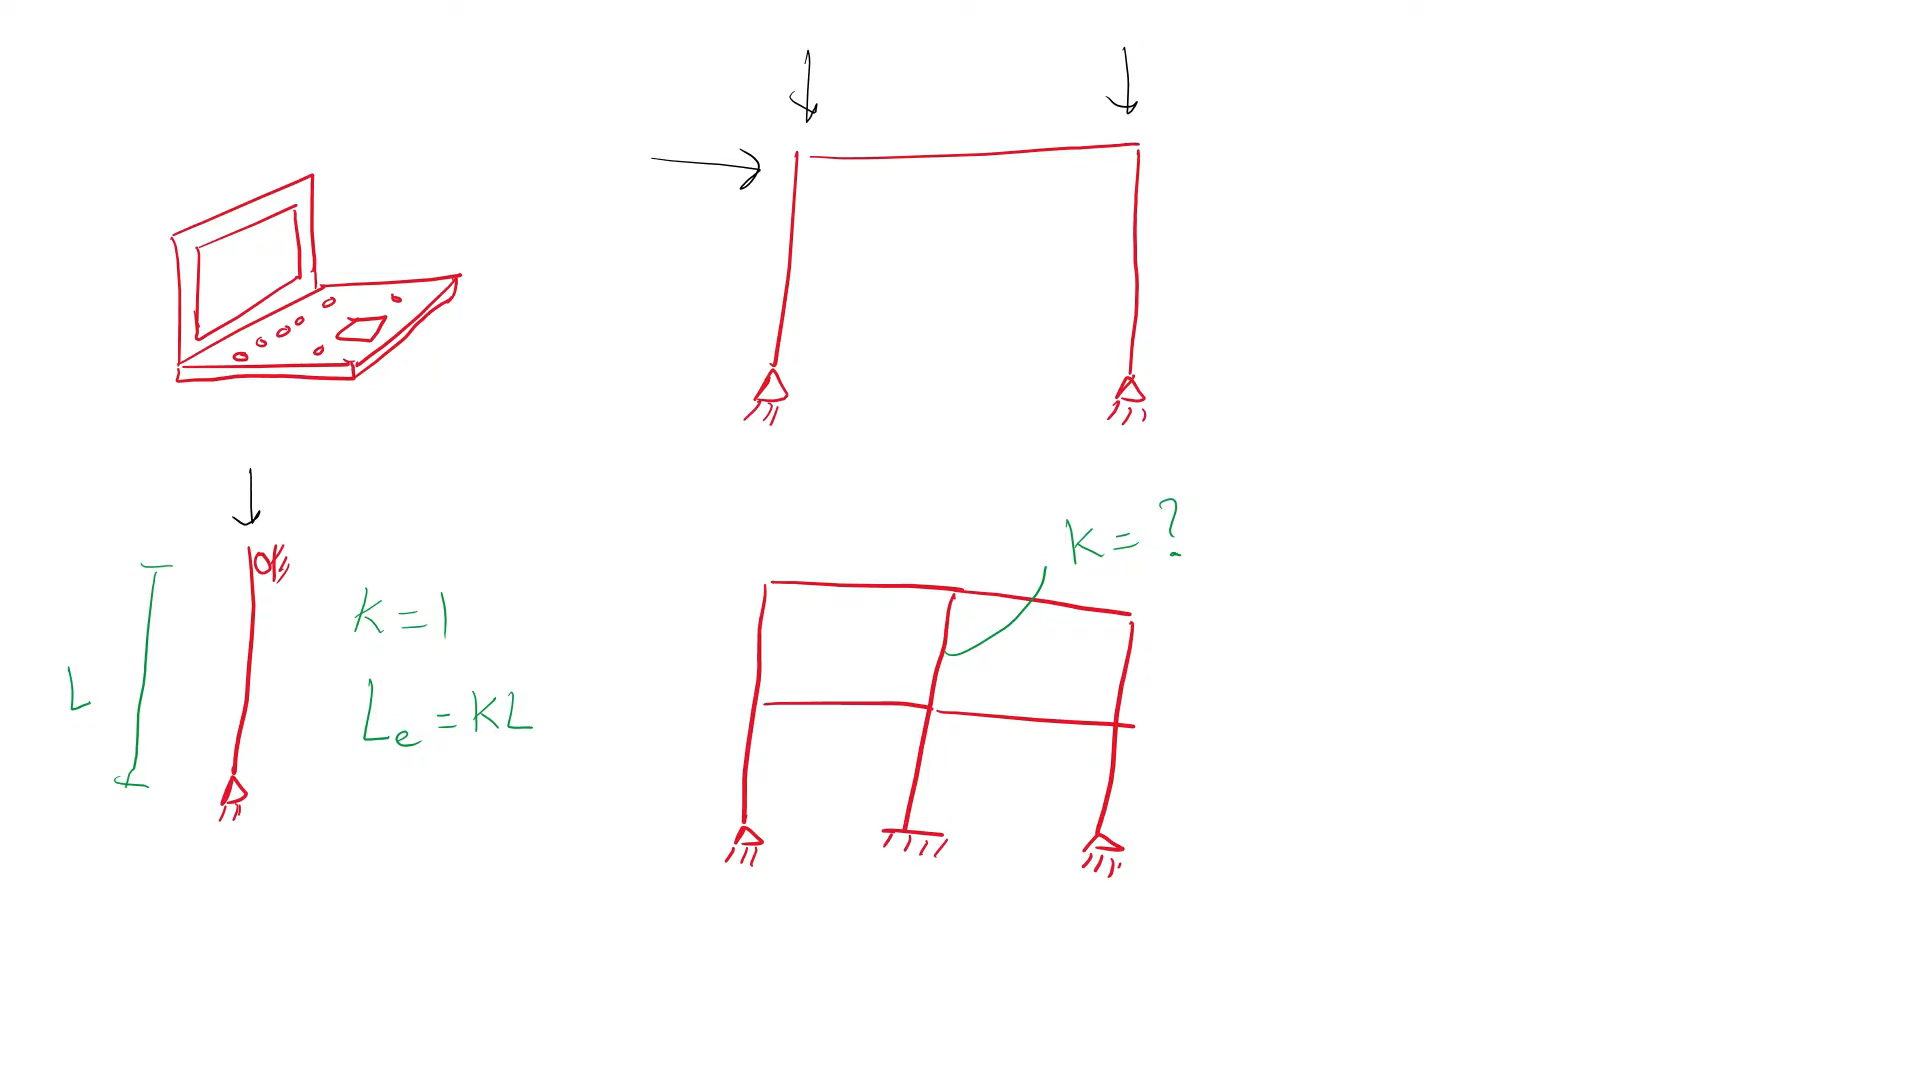 K = ?
K = 1
L
Le = KL